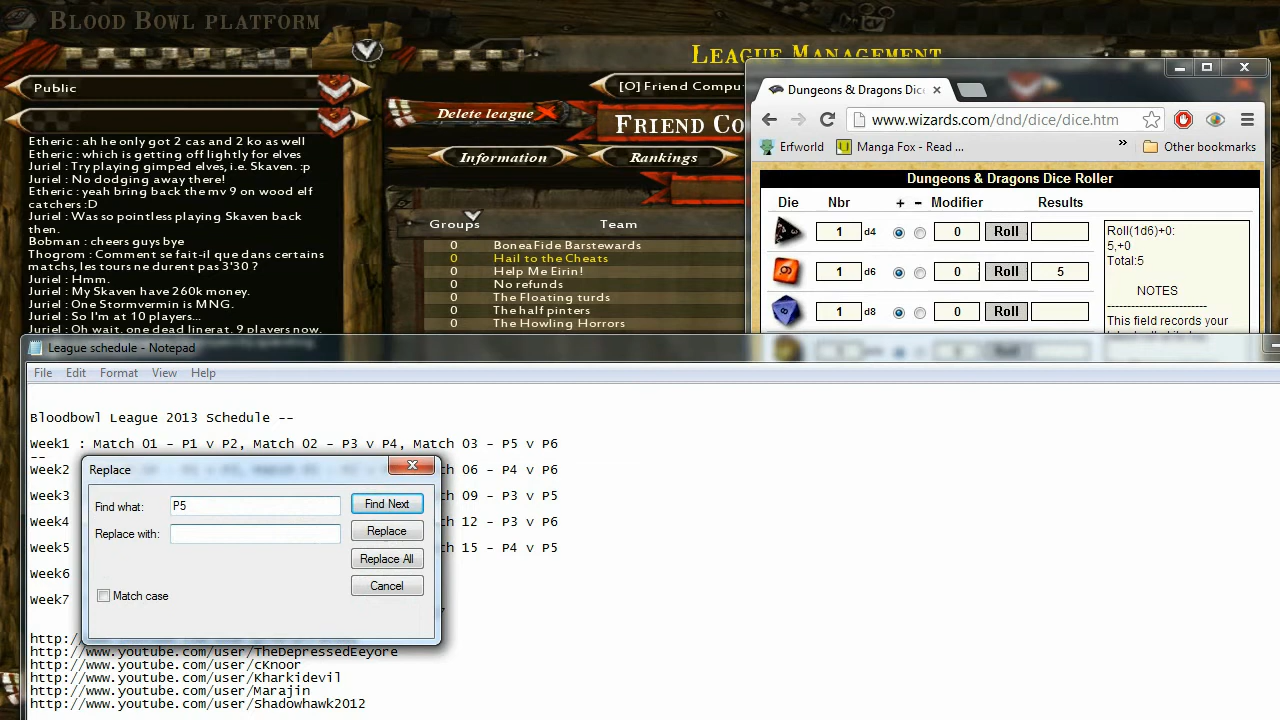 BLOOD BOWL PLATFORM
LEAGUE MANAGEMENT
Public
[O] Friend Compu
Delete league
FRIEND CO
Information
Rankings
Etheric : ah he only got 2 cas and 2 ko as well
Etheric : which is getting off lightly for elves
Juriel : Try playing gimped elves, i.e. Skaven. :p
Juriel : No dodging away there!
Etheric : yeah bring back the mv 9 on wood elf
catchers :D
Juriel : Was so pointless playing Skaven back
then.
Bobman : cheers guys bye
Thogrom : Comment se fait-il que dans certains
matchs, les tours ne durent pas 3'30 ?
Juriel : Hmm.
Juriel : My Skaven have 260k money.
Juriel : One Stormvermin is MNG.
Juriel : So I'm at 10 players...
Juriel : Oh wait, one dead linerat. 9 players now.
Groups Team
0 BoneaFide Barstewards
0 Hail to the Cheats
0 Help Me Eirin!
0 No refunds
0 The Floating turds
0 The half pinters
0 The Howling Horrors
Dungeons & Dragons Dice
www.wizards.com/dnd/dice/dice.htm
Erfworld Manga Fox - Read ... » Other bookmarks
Dungeons & Dragons Dice Roller
Die Nbr + - Modifier Results
1 d4 0 Roll
1 d6 0 Roll 5
1 d8 0 Roll
Roll(1d6)+0:
5,+0
Total:5
NOTES
--------------------------
This field records your
League schedule - Notepad
File Edit Format View Help
Bloodbowl League 2013 Schedule --
Week1 : Match 01 - P1 v P2, Match 02 - P3 v P4, Match 03 - P5 v P6
--
Week2 ch 06 - P4 v P6
Week3 ch 09 - P3 v P5
Week4 ch 12 - P3 v P6
Week5 ch 15 - P4 v P5
Week6
Week7
Replace
Find what: P5 Find Next
Replace with: Replace
Replace All
Cancel
Match case
http:/
http://www.youtube.com/user/TheDepressedEeyore
http://www.youtube.com/user/cKnoor
http://www.youtube.com/user/Kharkidevil
http://www.youtube.com/user/Marajin
http://www.youtube.com/user/Shadowhawk2012